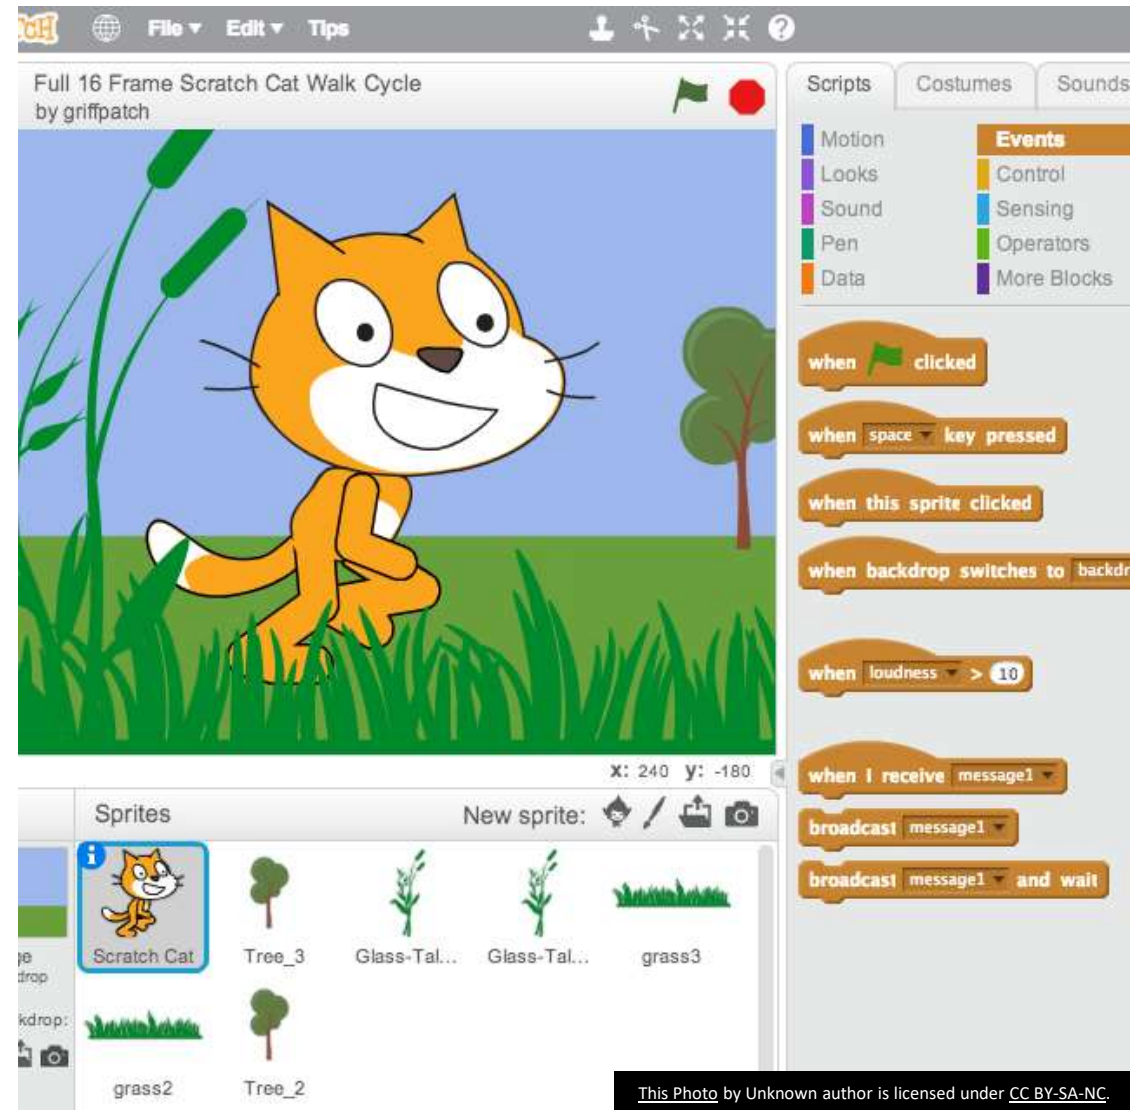 File ▾ Edit ▾ Tips
Full 16 Frame Scratch Cat Walk Cycle
by griffpatch
Scripts Costumes Sounds
Motion Events
Looks Control
Sound Sensing
Pen Operators
Data More Blocks
when clicked
when space key pressed
when this sprite clicked
when backdrop switches to backdr
when loudness > 10
when I receive message1
broadcast message1
broadcast message1 and wait
x: 240 y: -180
Sprites New sprite:
Scratch Cat Tree_3 Glass-Tal... Glass-Tal... grass3
drop
kdrop:
grass2 Tree_2
This Photo by Unknown author is licensed under CC BY-SA-NC.